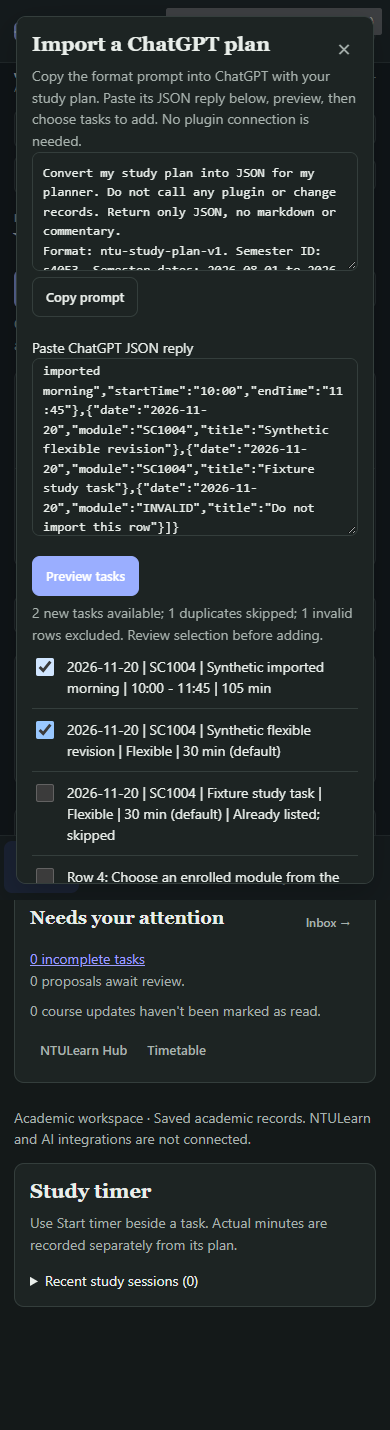 Import a ChatGPT plan
×
Copy the format prompt into ChatGPT with your
study plan. Paste its JSON reply below, preview, then
choose tasks to add. No plugin connection is
needed.
Convert my study plan into JSON for my
planner. Do not call any plugin or change
records. Return only JSON, no markdown or
commentary.
Format: ntu-study-plan-v1. Semester ID:
Copy prompt
Paste ChatGPT JSON reply
imported
morning","startTime":"10:00","endTime":"11
:45"},{"date":"2026-11-
20","module":"SC1004","title":"Synthetic
flexible revision"},{"date":"2026-11-
20","module":"SC1004","title":"Fixture
study task"},{"date":"2026-11-
20","module":"INVALID","title":"Do not
import this row"}]}
Preview tasks
2 new tasks available; 1 duplicates skipped; 1 invalid
rows excluded. Review selection before adding.
2026-11-20 | SC1004 | Synthetic imported
morning | 10:00 - 11:45 | 105 min
2026-11-20 | SC1004 | Synthetic flexible
revision | Flexible | 30 min (default)
2026-11-20 | SC1004 | Fixture study task |
Flexible | 30 min (default) | Already listed;
skipped
Row 4: Choose an enrolled module from the
Needs your attention
Inbox →
0 incomplete tasks
0 proposals await review.
0 course updates haven't been marked as read.
NTULearn Hub Timetable
Academic workspace · Saved academic records. NTULearn
and AI integrations are not connected.
Study timer
Use Start timer beside a task. Actual minutes are
recorded separately from its plan.
▶ Recent study sessions (0)